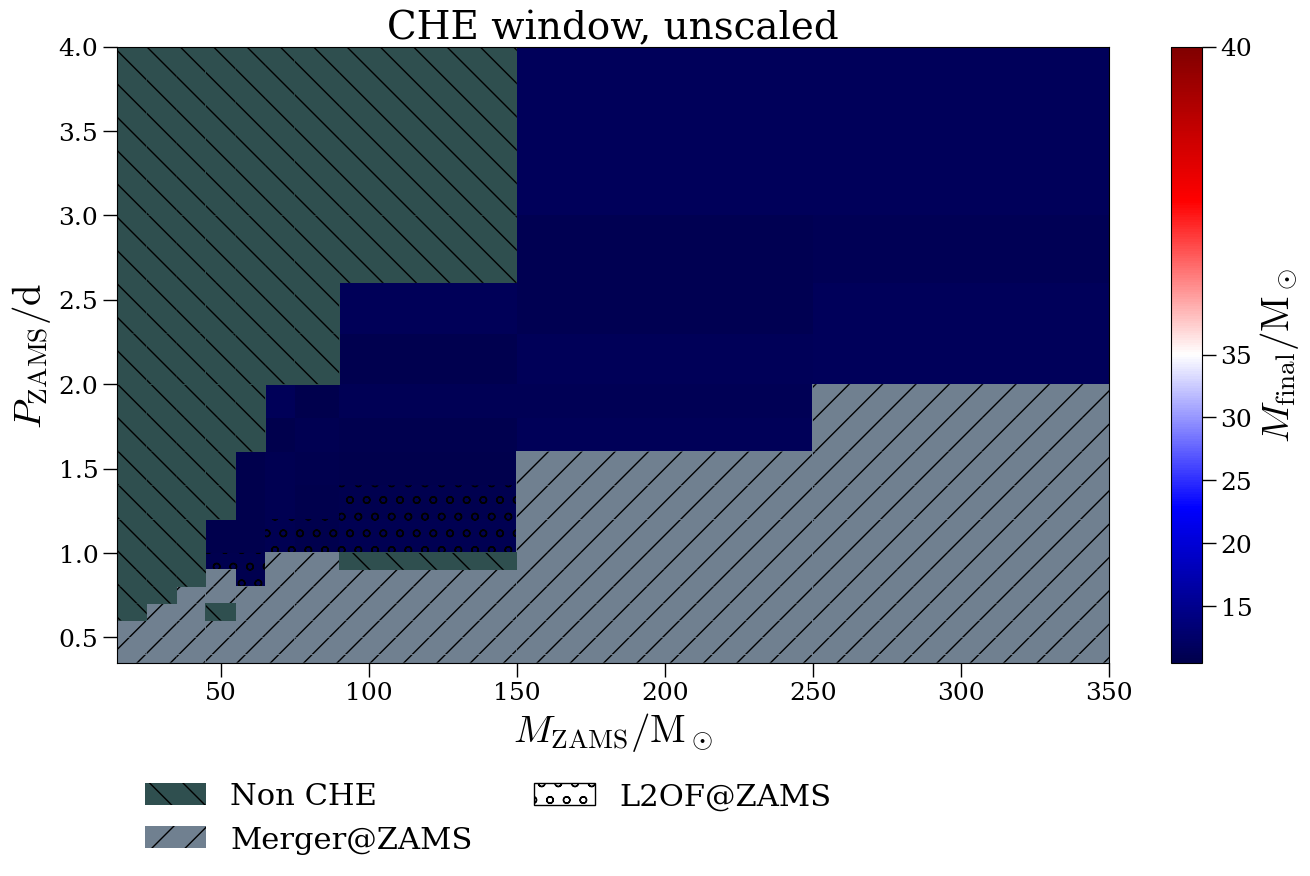 CHE window, unscaled
4.0
3.5
3.0
2.5
2.0
1.5
1.0
0.5
P_ZAMS/d
50 100 150 200 250 300 350
M_ZAMS/M_⊙
40
35
30
25
20
15
M_final/M_⊙
Non CHE
Merger@ZAMS
L2OF@ZAMS